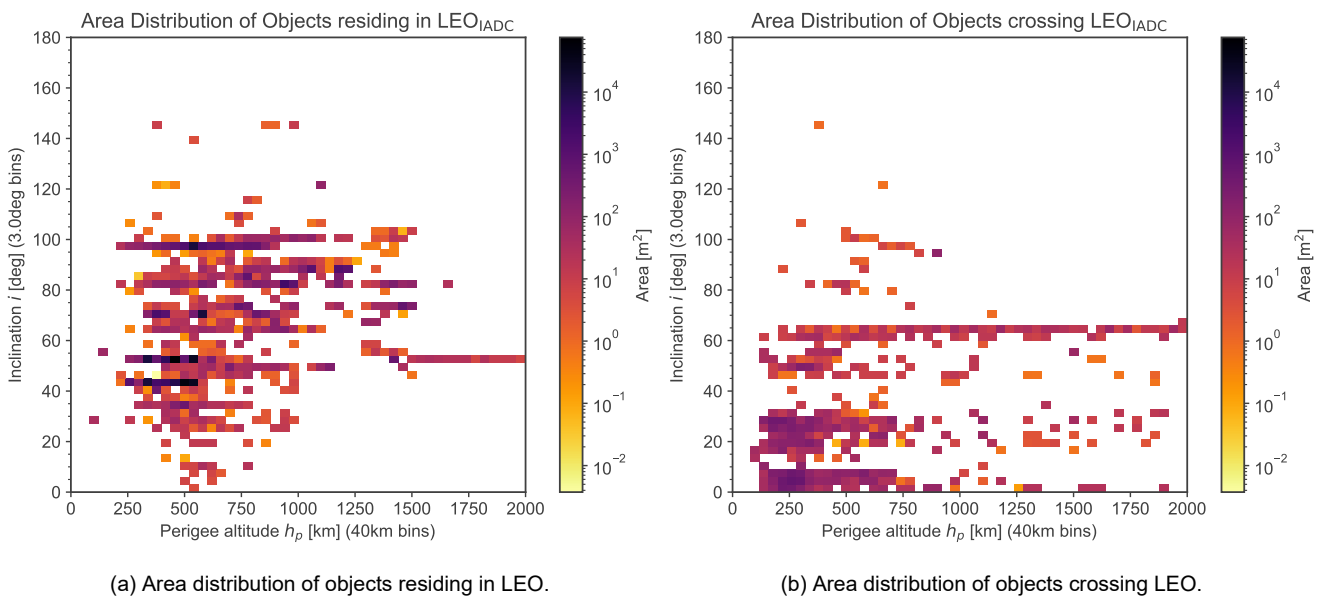 Area Distribution of Objects residing in LEO_IADC
180
160
140
120
100
80
60
40
20
0
Inclination i [deg] (3.0deg bins)
0 250 500 750 1000 1250 1500 1750 2000
Perigee altitude h_p [km] (40km bins)
10^4
10^3
10^2
10^1
10^0
10^−1
10^−2
Area [m^2]
(a) Area distribution of objects residing in LEO.
Area Distribution of Objects crossing LEO_IADC
180
160
140
120
100
80
60
40
20
0
Inclination i [deg] (3.0deg bins)
0 250 500 750 1000 1250 1500 1750 2000
Perigee altitude h_p [km] (40km bins)
10^4
10^3
10^2
10^1
10^0
10^−1
10^−2
Area [m^2]
(b) Area distribution of objects crossing LEO.